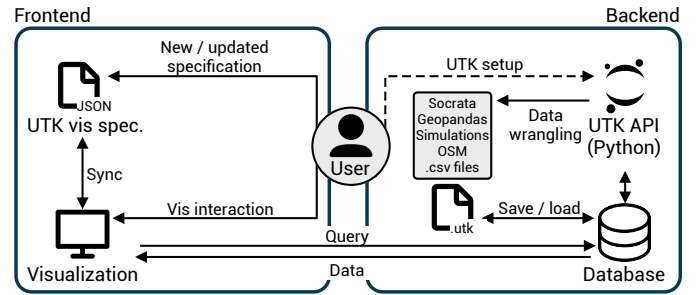 Frontend
Backend
New / updated
specification
UTK setup
JSON
UTK vis spec.
Socrata
Geopandas
Simulations
OSM
.csv files
Data
wrangling
UTK API
(Python)
User
Sync
Vis interaction
.utk
Save / load
Query
Visualization
Data
Database